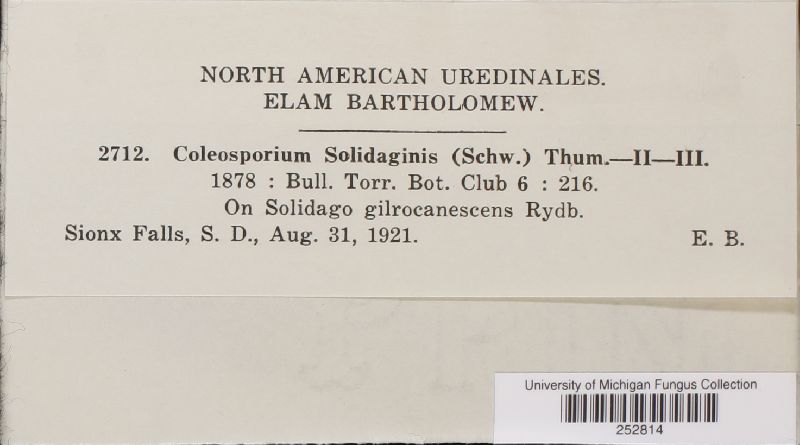 NORTH AMERICAN UREDINALES.
ELAM BARTHOLOMEW.
2712. Coleosporium Solidaginis (Schw.) Thum.—II—III.
1878 : Bull. Torr. Bot. Club 6 : 216.
On Solidago gilrocanescens Rydb.
Sionx Falls, S. D., Aug. 31, 1921. E. B.
University of Michigan Fungus Collection
252814